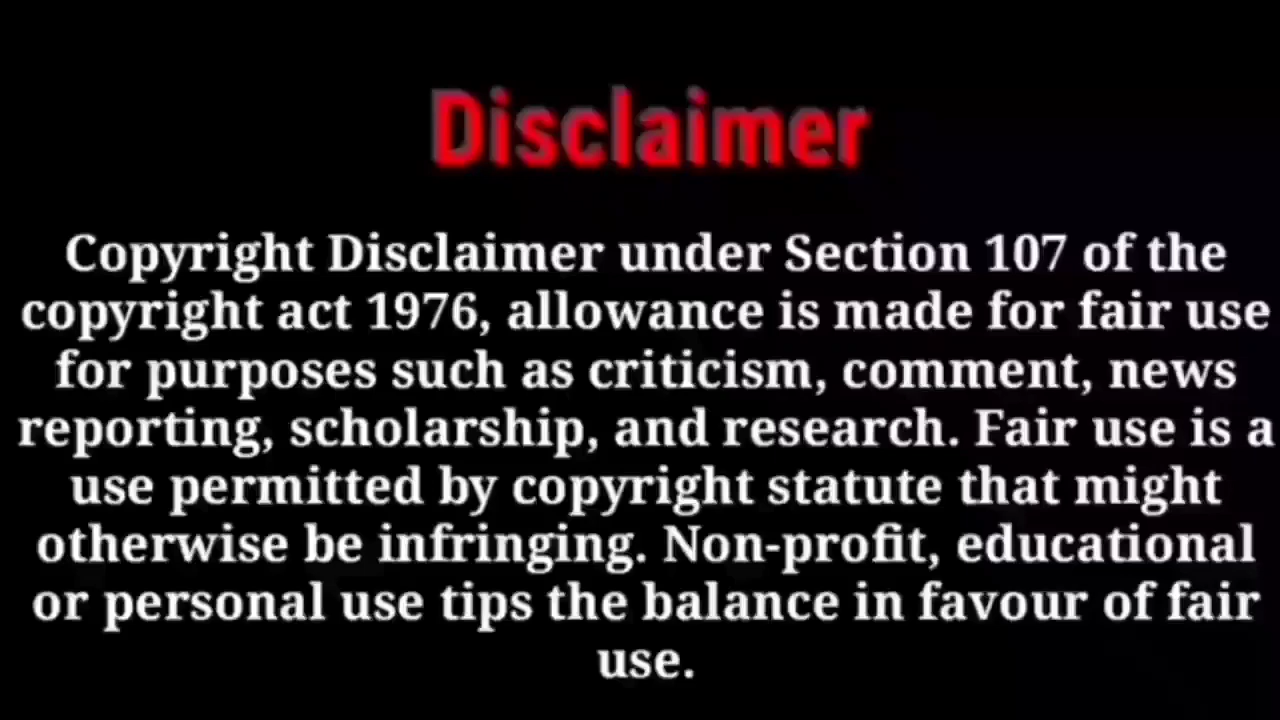 Disclaimer
Copyright Disclaimer under Section 107 of the
copyright act 1976, allowance is made for fair use
for purposes such as criticism, comment, news
reporting, scholarship, and research. Fair use is a
use permitted by copyright statute that might
otherwise be infringing. Non-profit, educational
or personal use tips the balance in favour of fair
use.